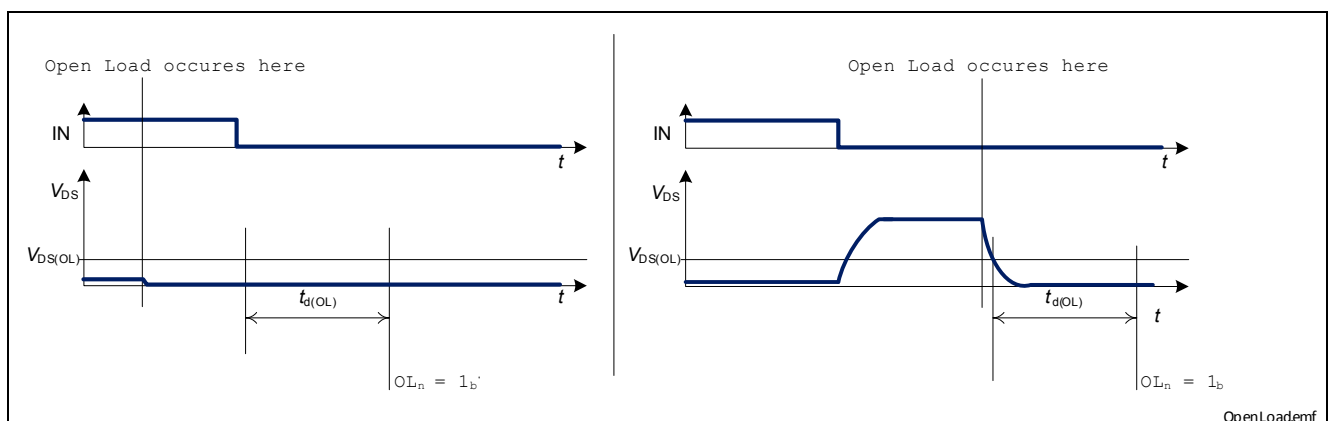 Open Load occures here
IN
t
VDS
VDS(OL)
td(OL)
t
OLn = 1b
Open Load occures here
IN
t
VDS
VDS(OL)
td(OL)
t
OLn = 1b
OpenLoad.emf